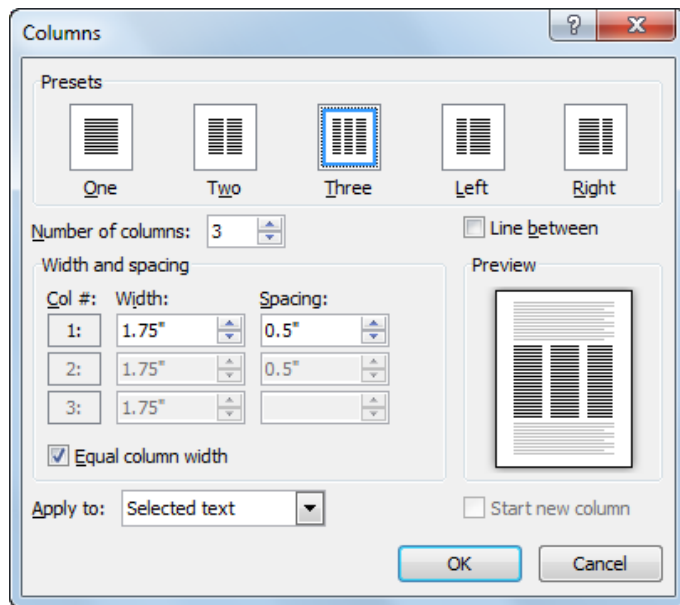 Columns
?
Presets
One Two Three Left Right
Number of columns: 3 Line between
Width and spacing Preview
Col #: Width: Spacing:
1: 1.75" 0.5"
2: 1.75" 0.5"
3: 1.75"
Equal column width
Apply to: Selected text Start new column
OK Cancel